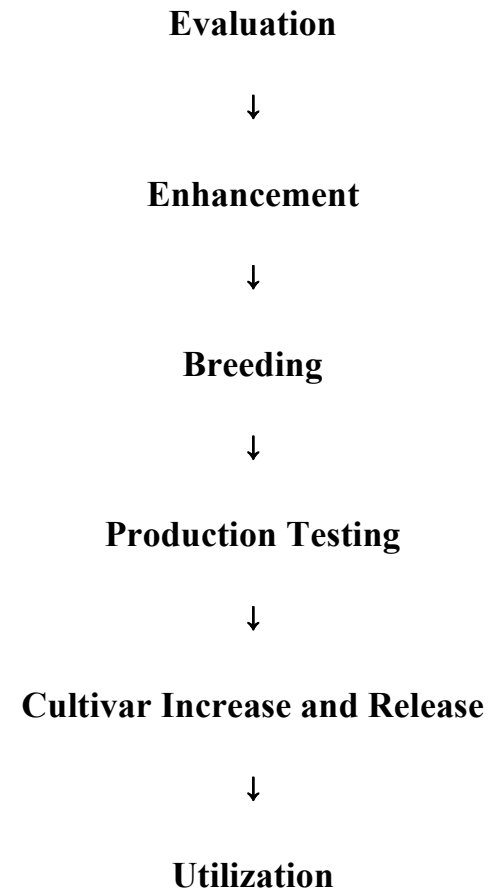 Evaluation
↓
Enhancement
↓
Breeding
↓
Production Testing
↓
Cultivar Increase and Release
↓
Utilization